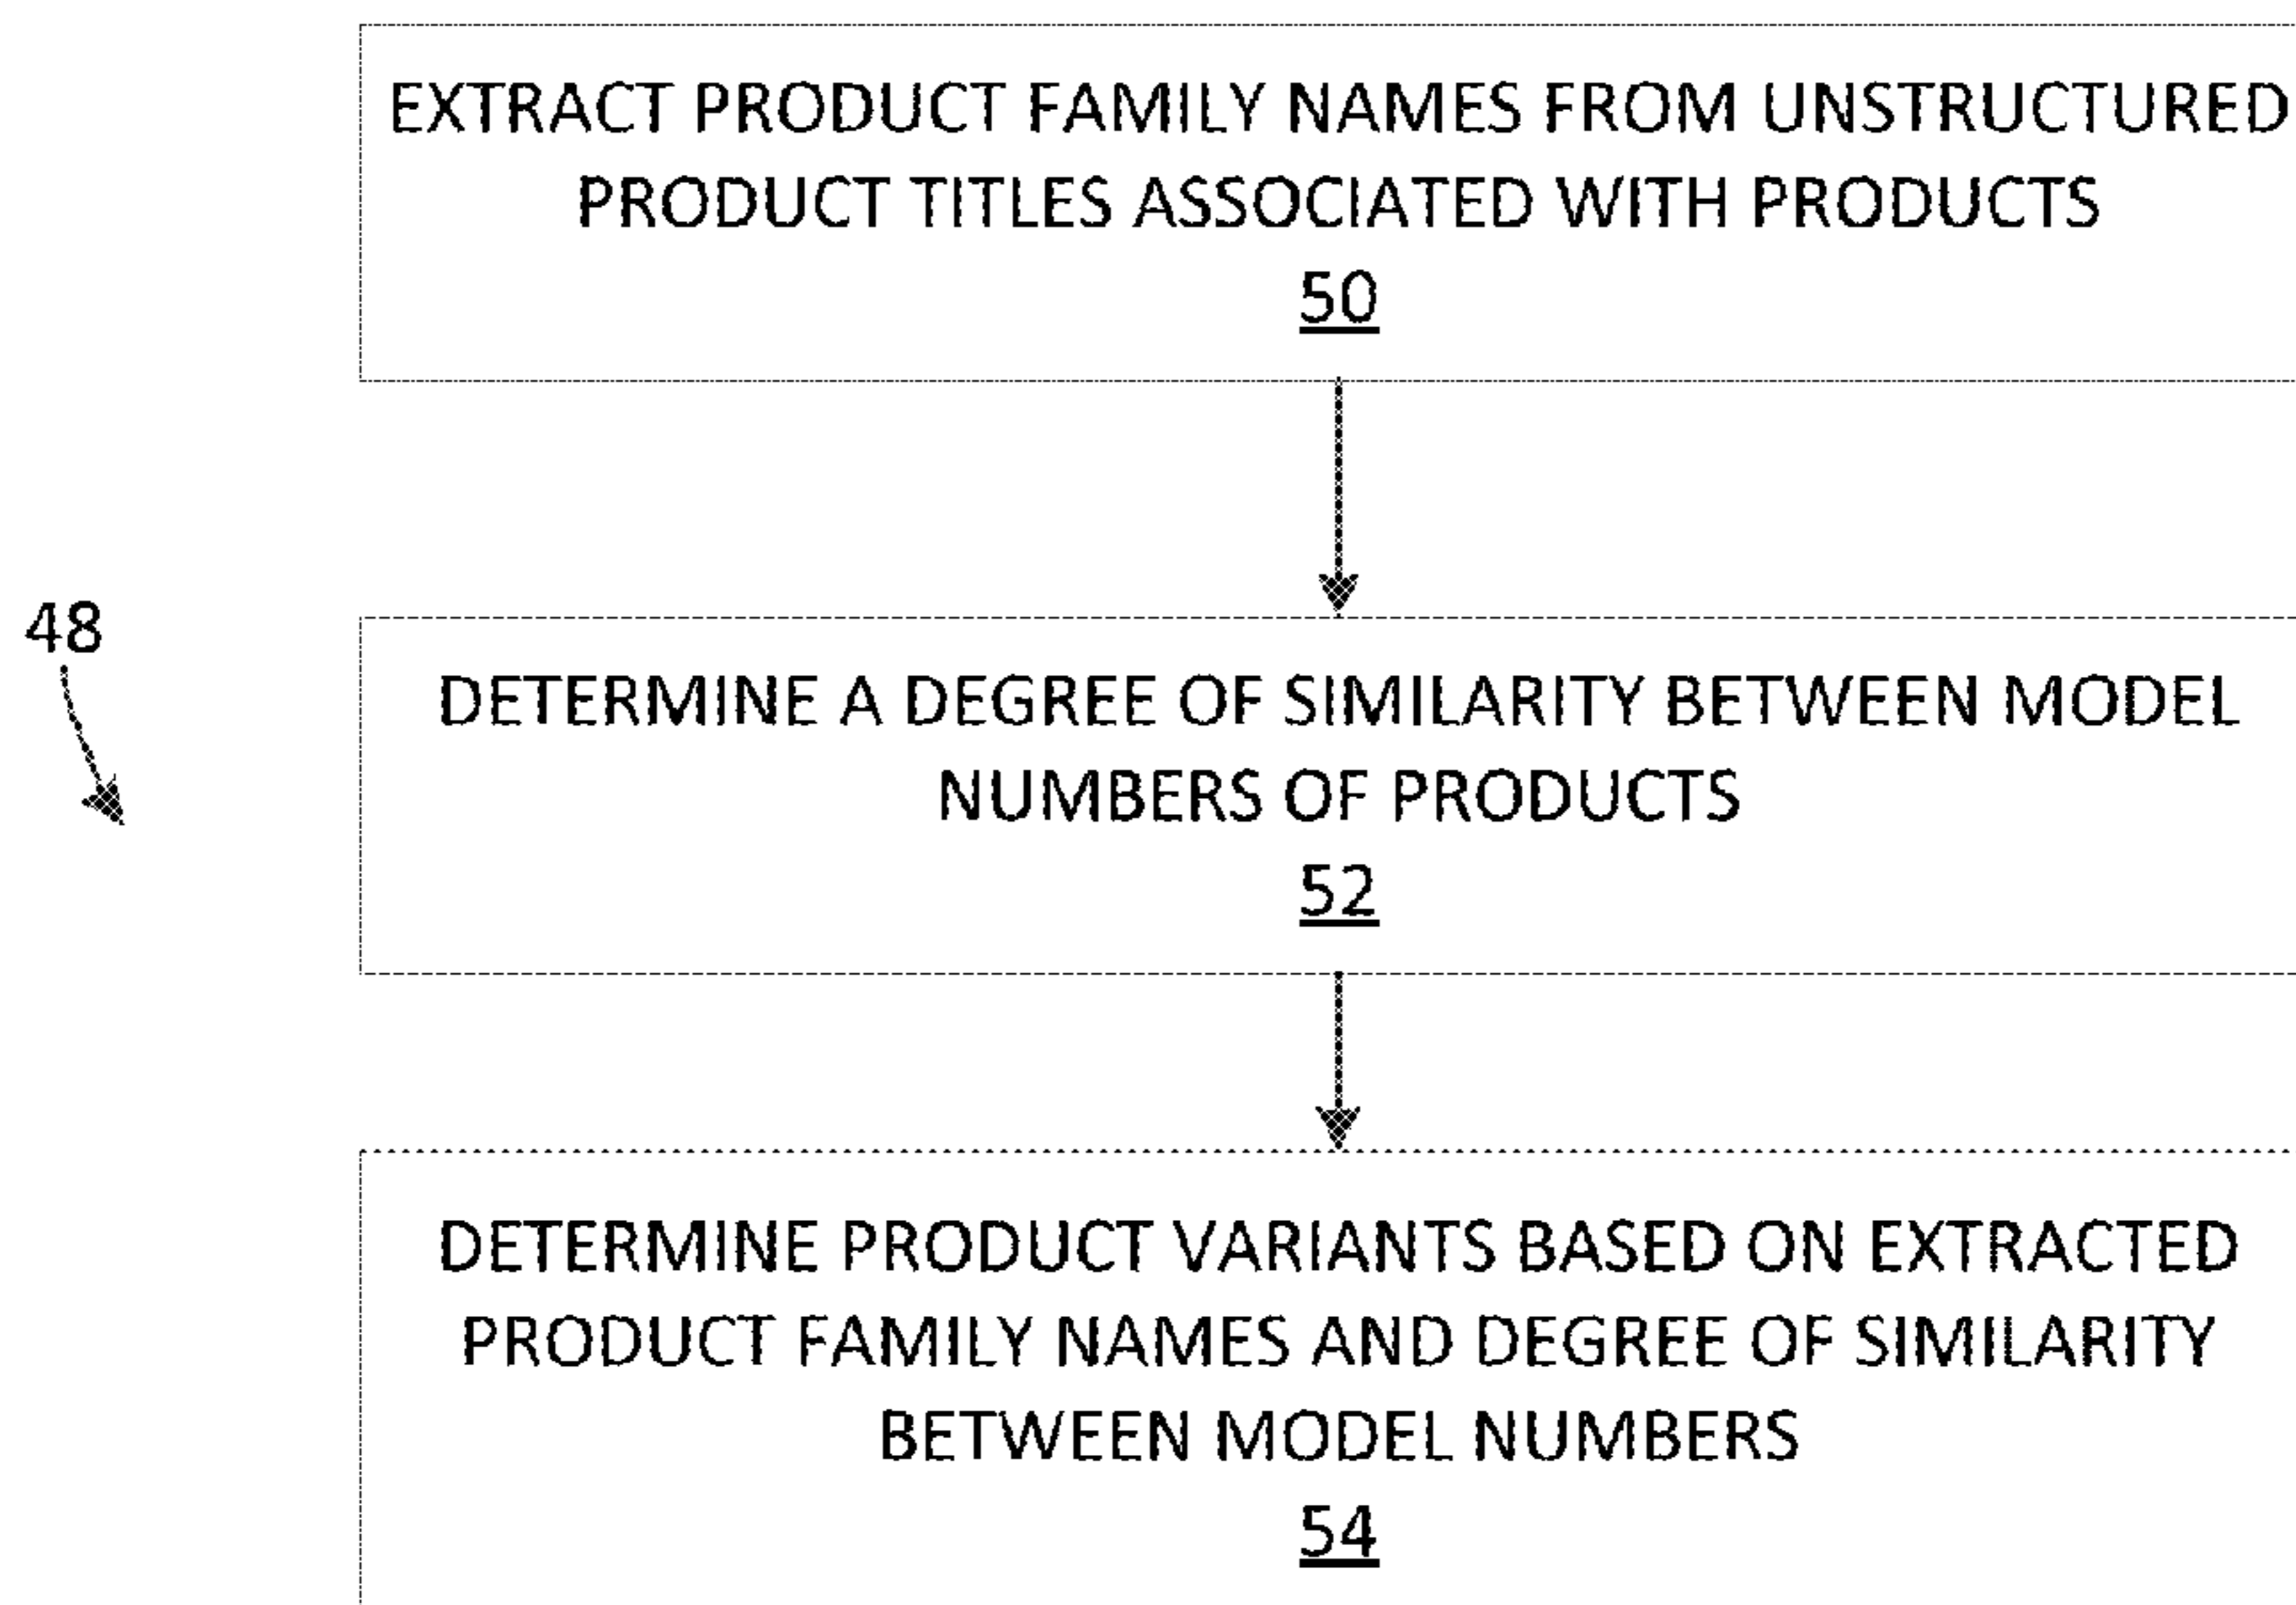 EXTRACT PRODUCT FAMILY NAMES FROM UNSTRUCTURED
PRODUCT TITLES ASSOCIATED WITH PRODUCTS
50
48
DETERMINE A DEGREE OF SIMILARITY BETWEEN MODEL
NUMBERS OF PRODUCTS
52
DETERMINE PRODUCT VARIANTS BASED ON EXTRACTED
PRODUCT FAMILY NAMES AND DEGREE OF SIMILARITY
BETWEEN MODEL NUMBERS
54